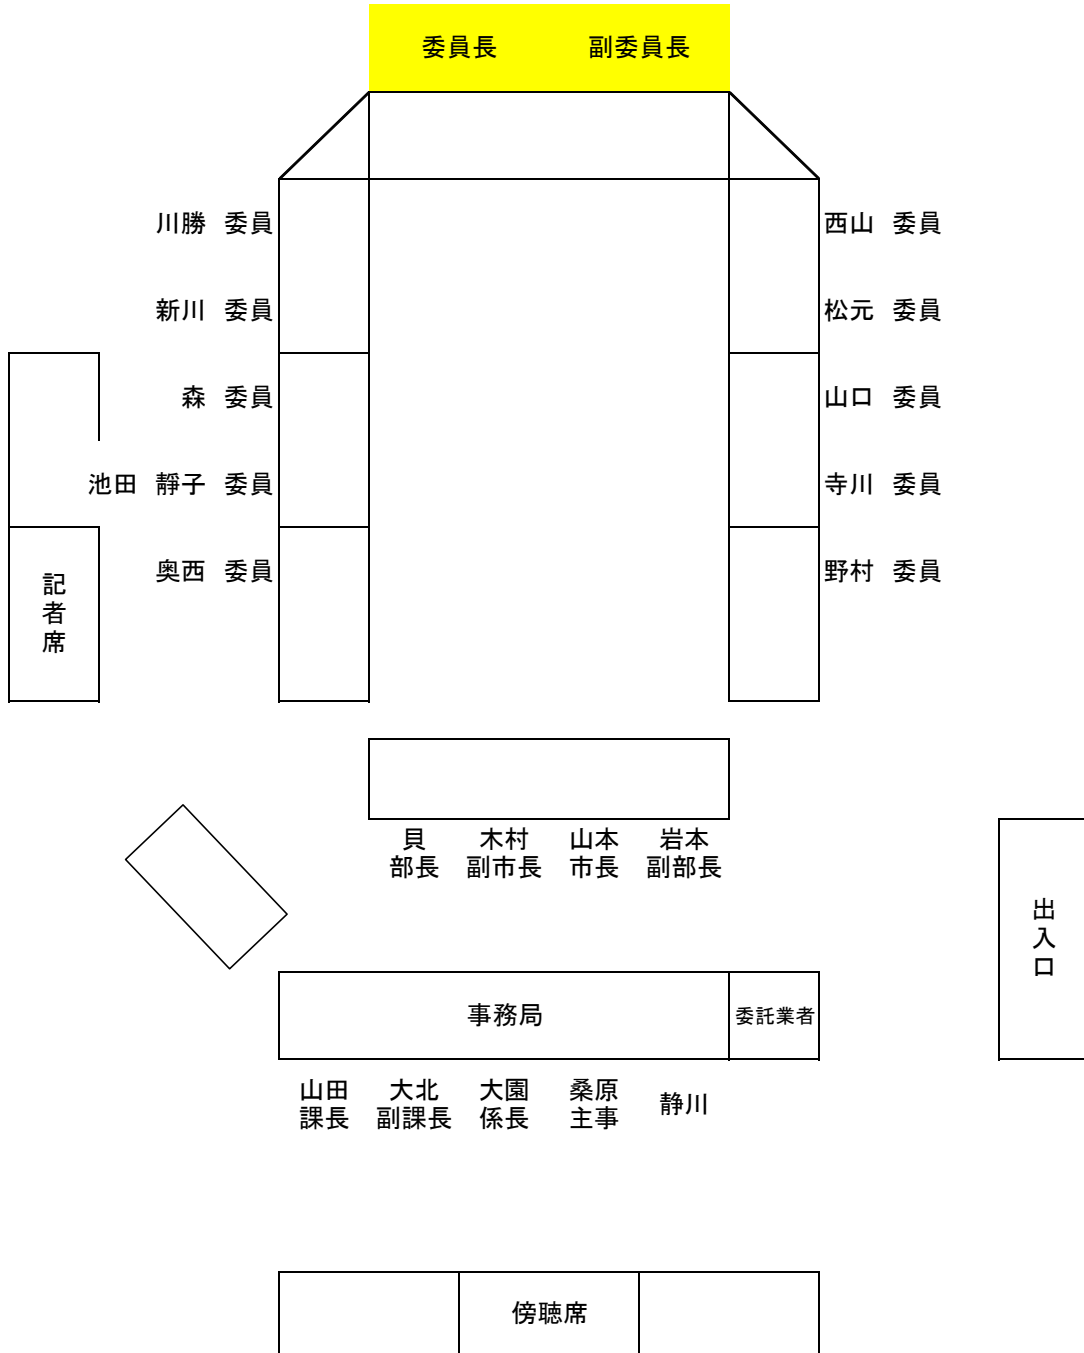 委員長 副委員長
川勝 委員 西山 委員
新川 委員 松元 委員
森 委員 山口 委員
池田 靜子 委員 寺川 委員
奥西 委員 野村 委員
記者席
貝 木村 山本 岩本
部長 副市長 市長 副部長
出入口
事務局 委託業者
山田 大北 大園 桑原 静川
課長 副課長 係長 主事
傍聴席